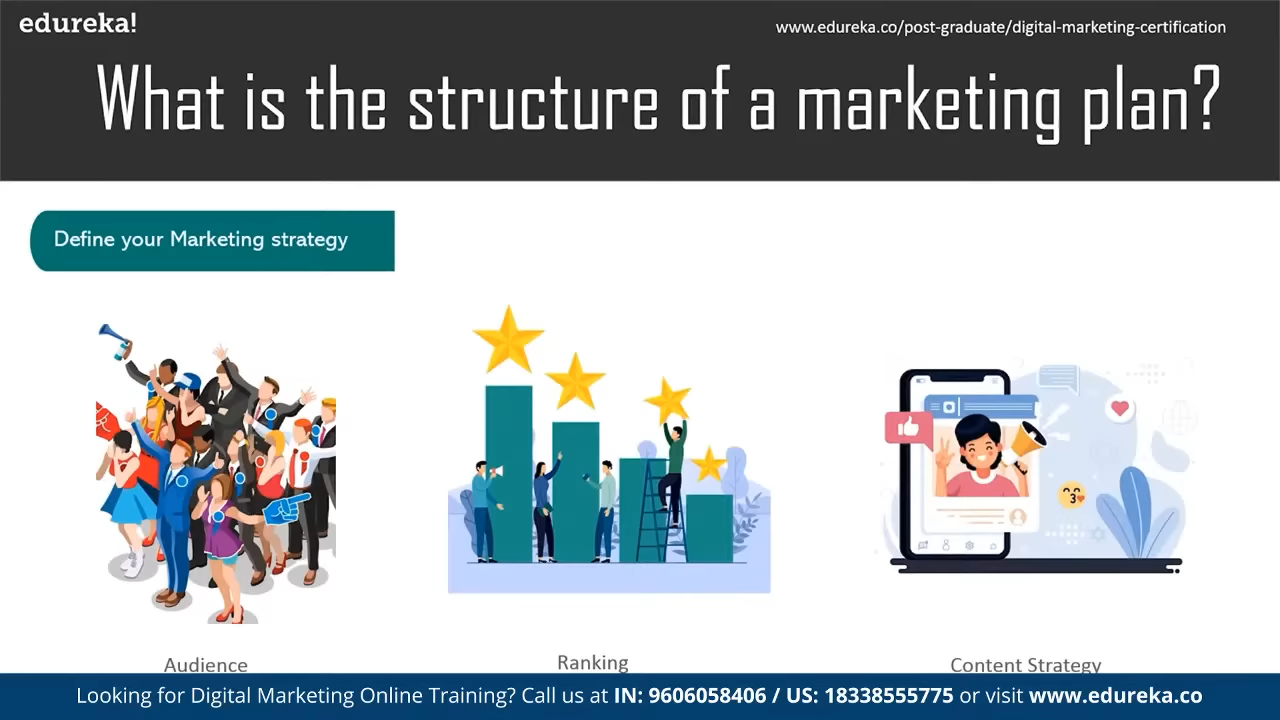 edureka!
www.edureka.co/post-graduate/digital-marketing-certification
What is the structure of a marketing plan?
Define your Marketing strategy
Audience
Ranking
Content Strategy
Looking for Digital Marketing Online Training? Call us at IN: 9606058406 / US: 18338555775 or visit www.edureka.co